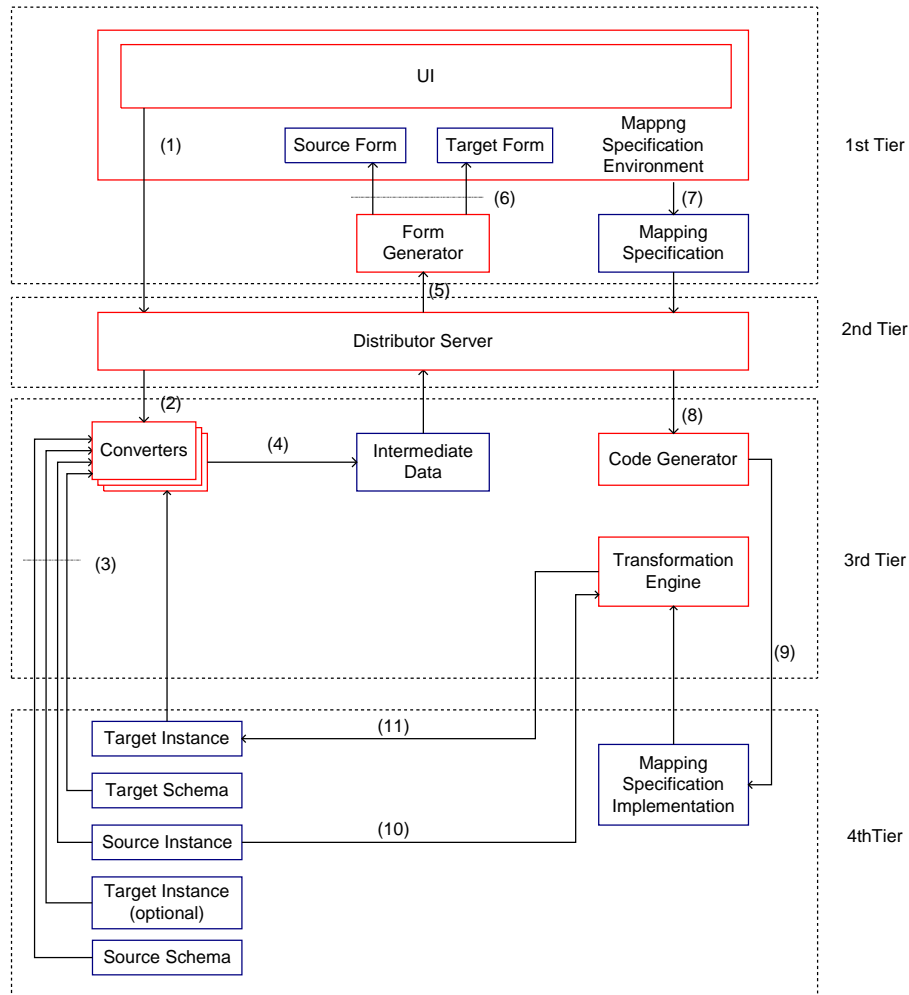 UI
(1)
Source Form
Target Form
Mappng
Specification
Environment
1st Tier
(6)
(7)
Form
Generator
Mapping
Specification
(5)
Distributor Server
2nd Tier
(2)
(8)
Converters
(4)
Intermediate
Data
Code Generator
(3)
Transformation
Engine
3rd Tier
(9)
Target Instance
(11)
Mapping
Specification
Implementation
Target Schema
Source Instance
(10)
4thTier
Target Instance
(optional)
Source Schema